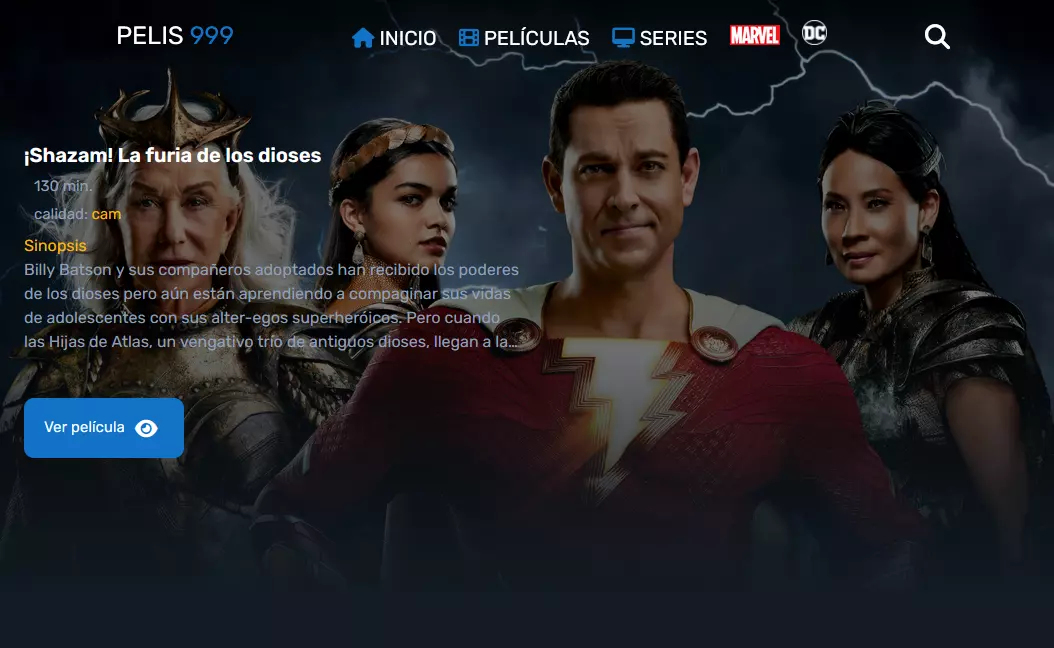 PELIS 999
INICIO
PELÍCULAS
SERIES
MARVEL
DC
¡Shazam! La furia de los dioses
130 min.
calidad: cam
Sinopsis
Billy Batson y sus compañeros adoptados han recibido los poderes
de los dioses pero aún están aprendiendo a compaginar sus vidas
de adolescentes con sus alter-egos superheróicos. Pero cuando
las Hijas de Atlas, un vengativo trío de antiguos dioses, llegan a la...
Ver película